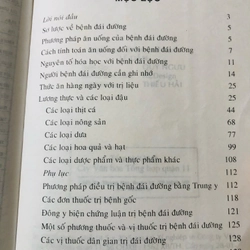 MỤC LỤC
Lời nói đầu 3
Sơ lược về bệnh đái đường 5
Phương pháp ăn uống của bệnh đái đường 5
Cách tính toán ăn uống đối với bệnh đái đường 7
Nguyên tố hóa học với bệnh đái đường 11
Người bệnh đái đường cần ghi nhớ 14
Thức ăn hàng ngày với trị liệu 25
Lương thực và các loại đậu 25
Các loại thịt cá 44
Các loại nông sản 68
Các loại dưa 77
Các loại hoa quả và hạt 98
Các loại dược phẩm và thực phẩm khác 108
Phụ lục 112
Phương pháp điều trị bệnh đái đường bằng Trung y 112
Các đơn thuốc trị bệnh gốc 118
Đông y biện chứng luận trị bệnh đái đường 121
Một số phương thuốc và vị thuốc trị bệnh đái đường 125
Các vị thuốc dân gian trị đái đường 128